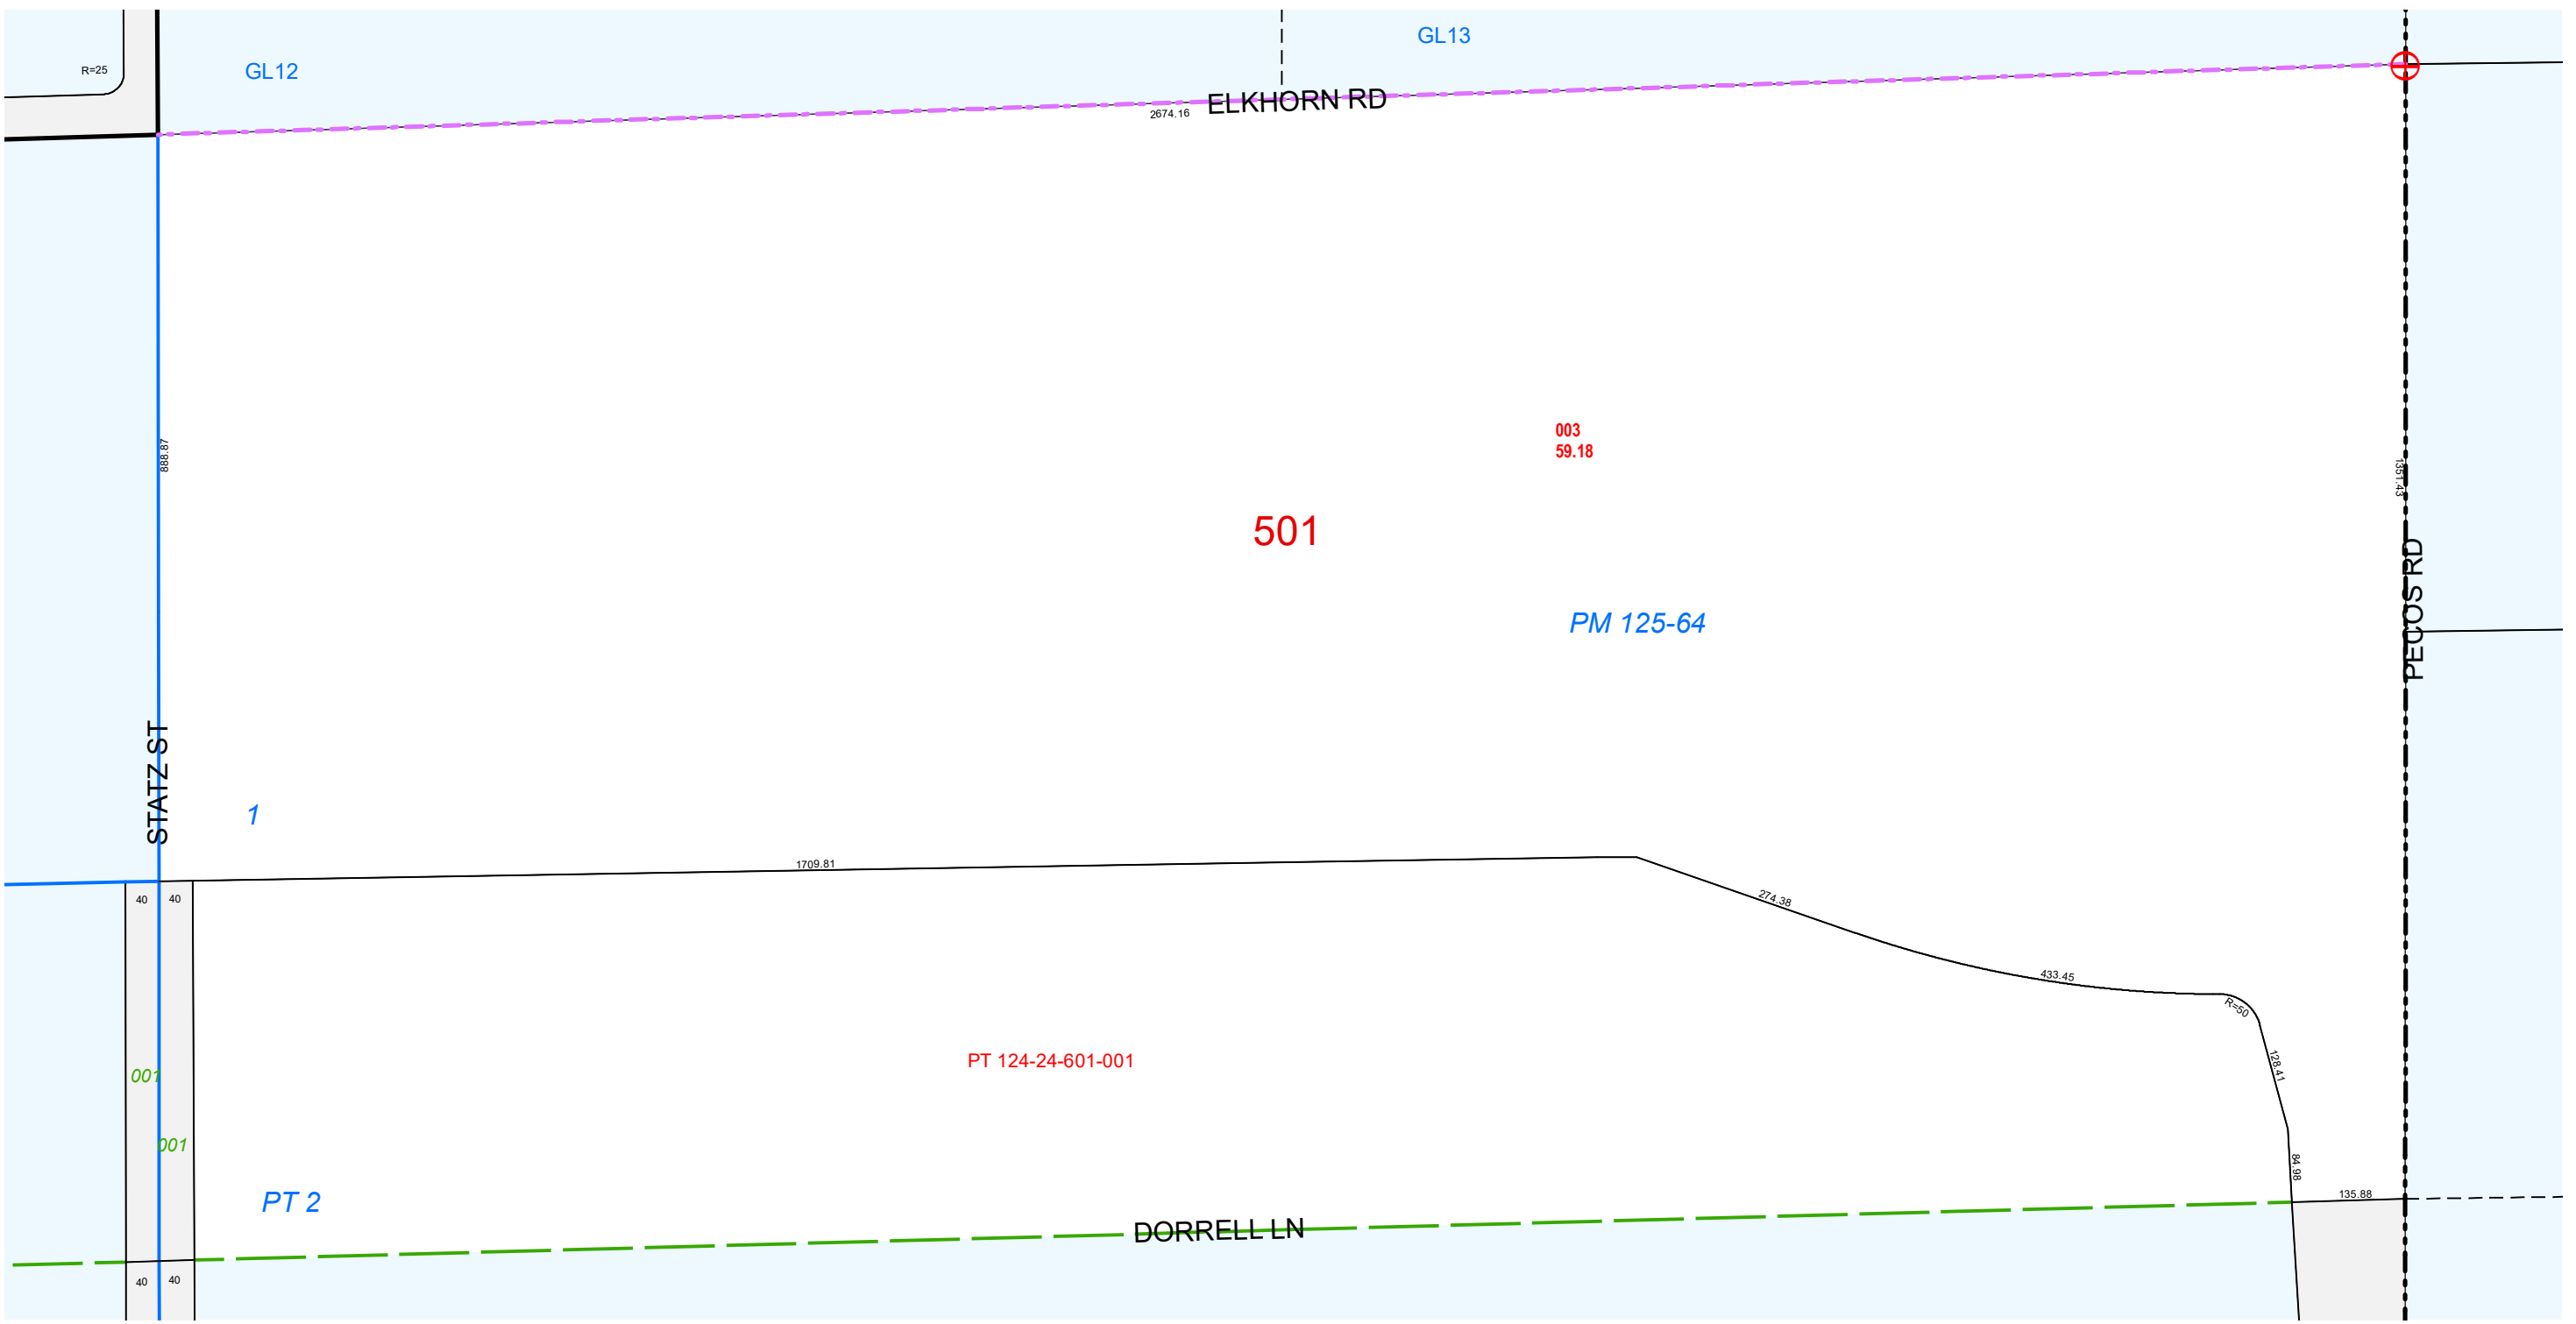 GL13
R=25
GL12
ELKHORN RD
2674.16
003
59.18
888.87
1351.43
501
PECOS RD
PM 125-64
STATZ ST
1
1709.81
274.38
40
40
433.45
R=50
PT 124-24-601-001
128.41
001
001
84.98
PT 2
135.88
DORRELL LN
40
40